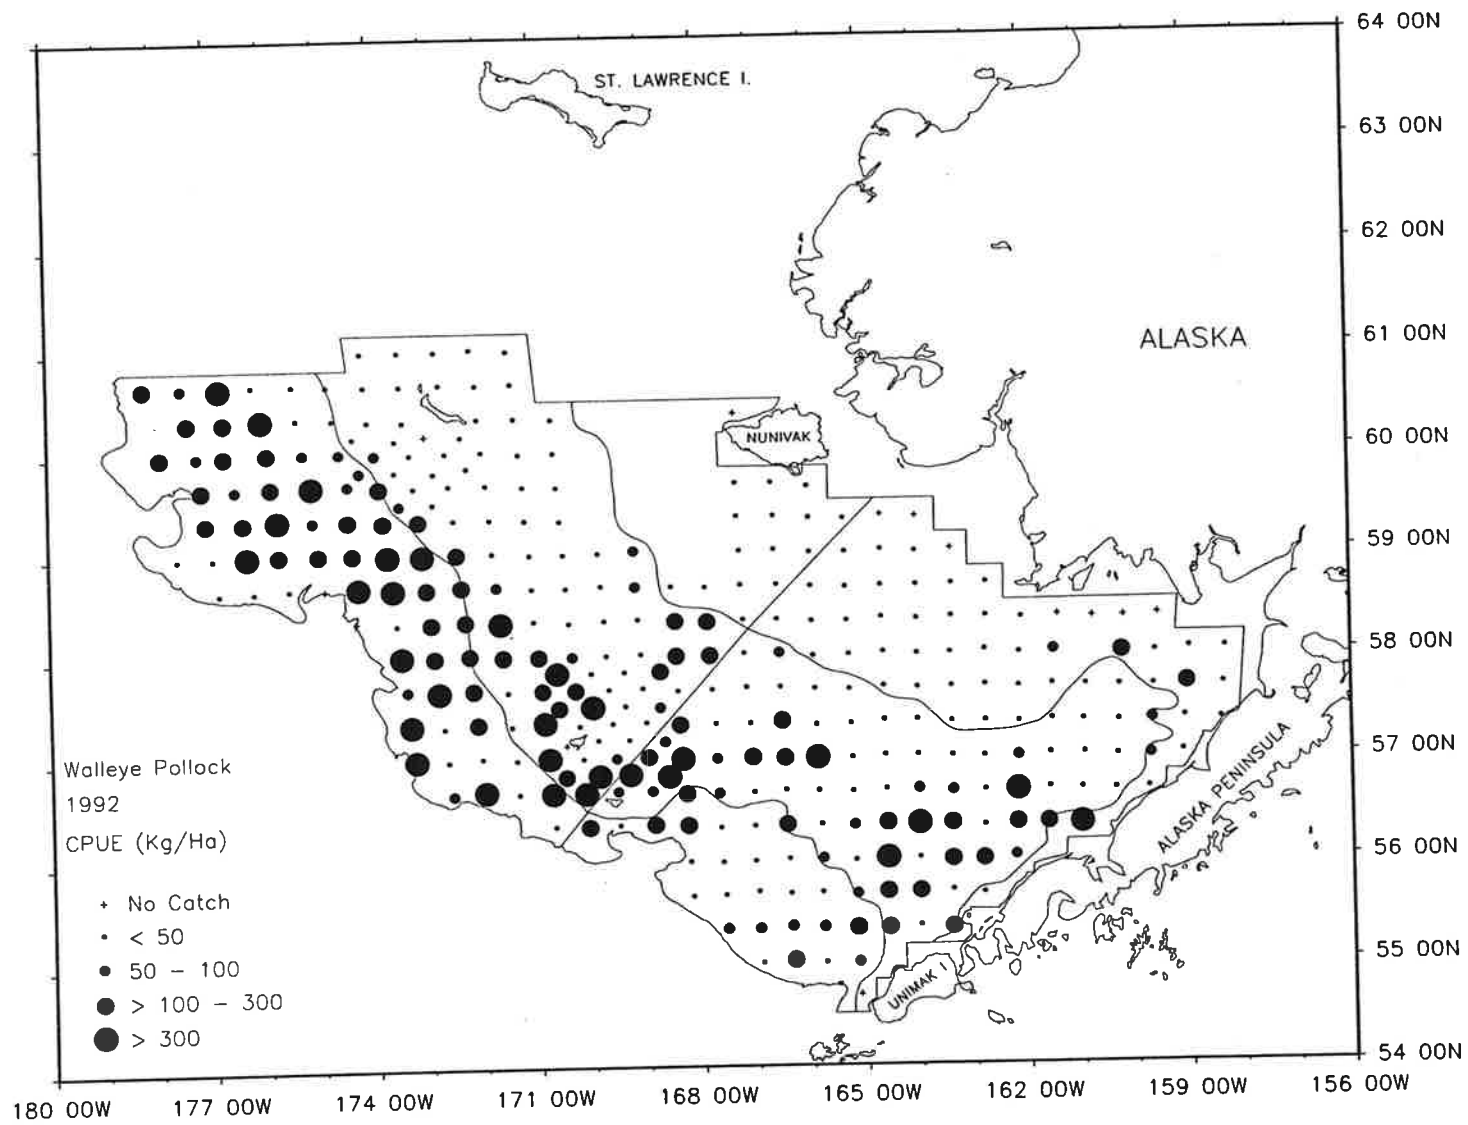 64 00N
ST. LAWRENCE I.
63 00N
62 00N
ALASKA
61 00N
NUNIVAK
60 00N
59 00N
58 00N
ALASKA PENINSULA
57 00N
Walleye Pollock
1992
CPUE (Kg/Ha)
56 00N
+ No Catch
< 50
50 - 100
> 100 - 300
> 300
55 00N
UNIMAK I
54 00N
180 00W 177 00W 174 00W 171 00W 168 00W 165 00W 162 00W 159 00W 156 00W